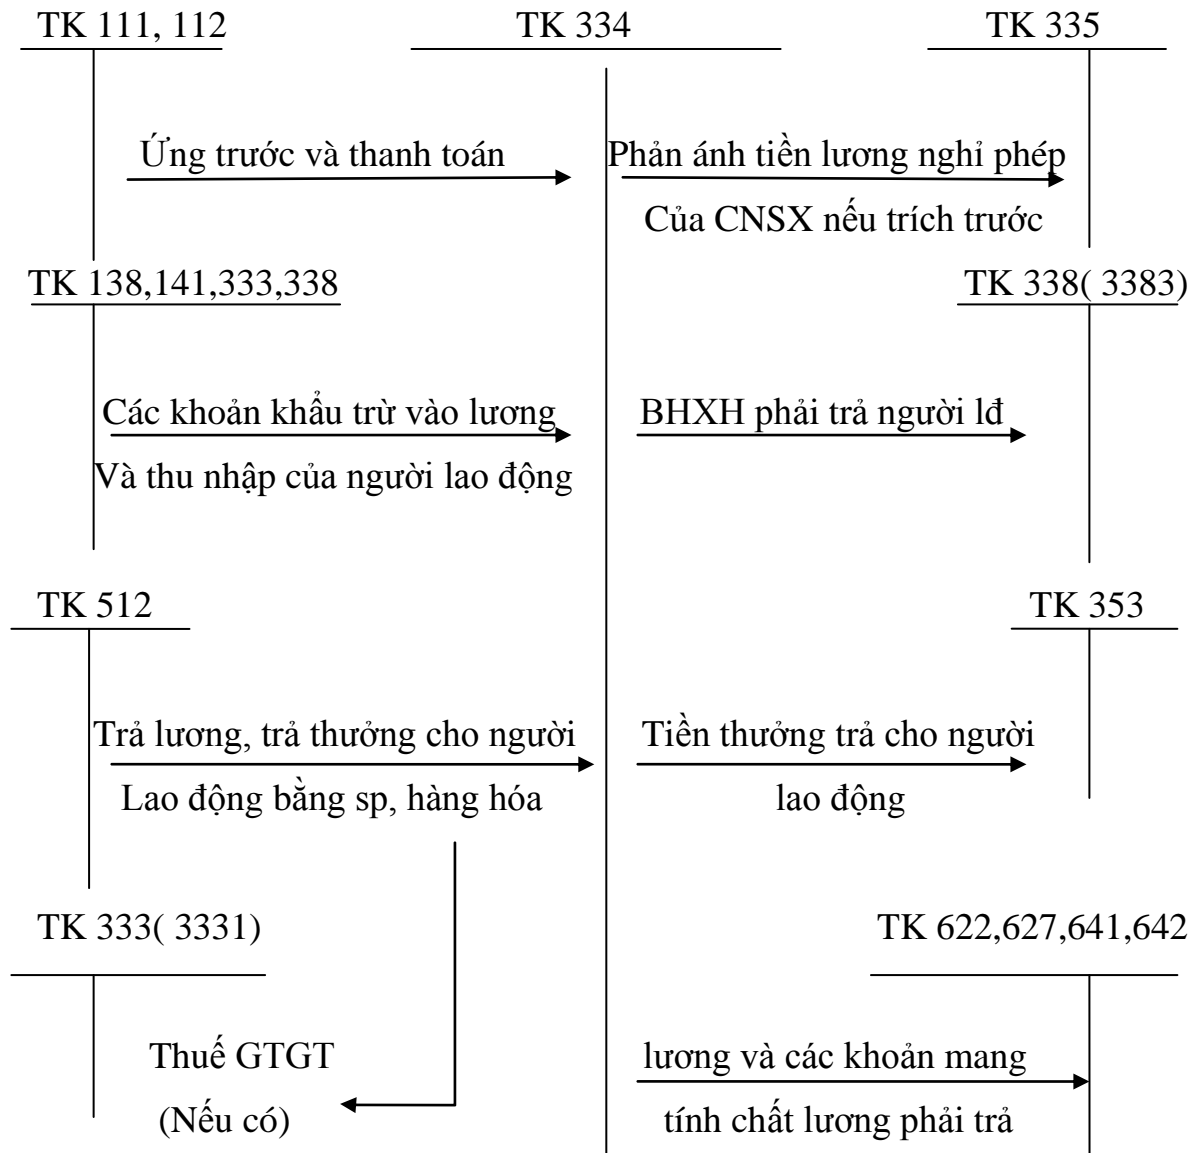 TK 111, 112 TK 334 TK 335
Ứng trước và thanh toán Phản ánh tiền lương nghỉ phép
Của CNSX nếu trích trước
TK 138,141,333,338 TK 338( 3383)
Các khoản khẩu trừ vào lương BHXH phải trả người lđ
Và thu nhập của người lao động
TK 512 TK 353
Trả lương, trả thưởng cho người Tiền thưởng trả cho người
Lao động bằng sp, hàng hóa lao động
TK 333( 3331) TK 622,627,641,642
Thuế GTGT lương và các khoản mang
(Nếu có) tính chất lương phải trả